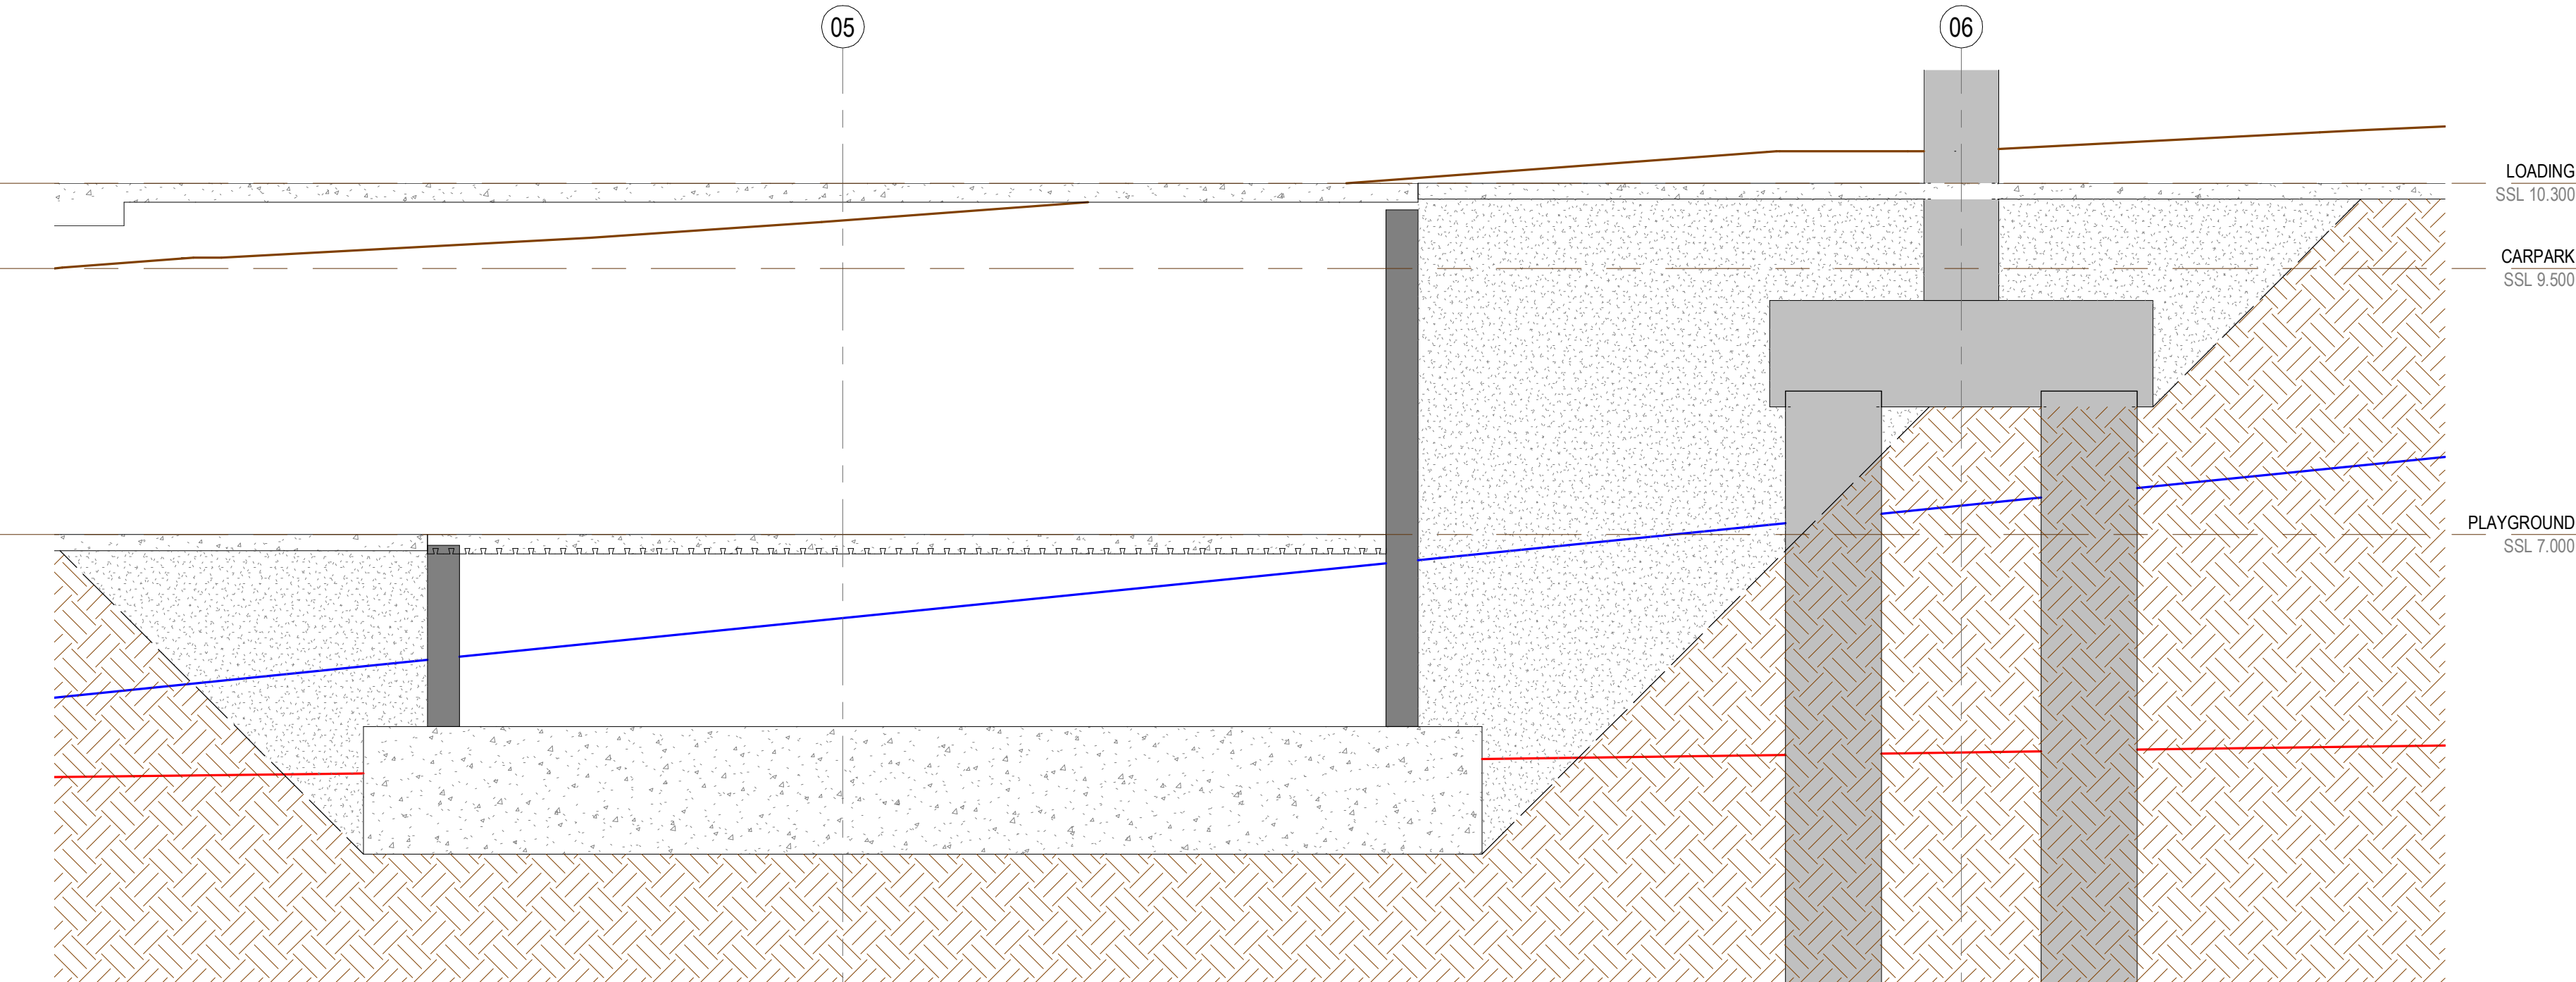 05
06
LOADING
SSL 10.300
CARPARK
SSL 9.500
PLAYGROUND
SSL 7.000